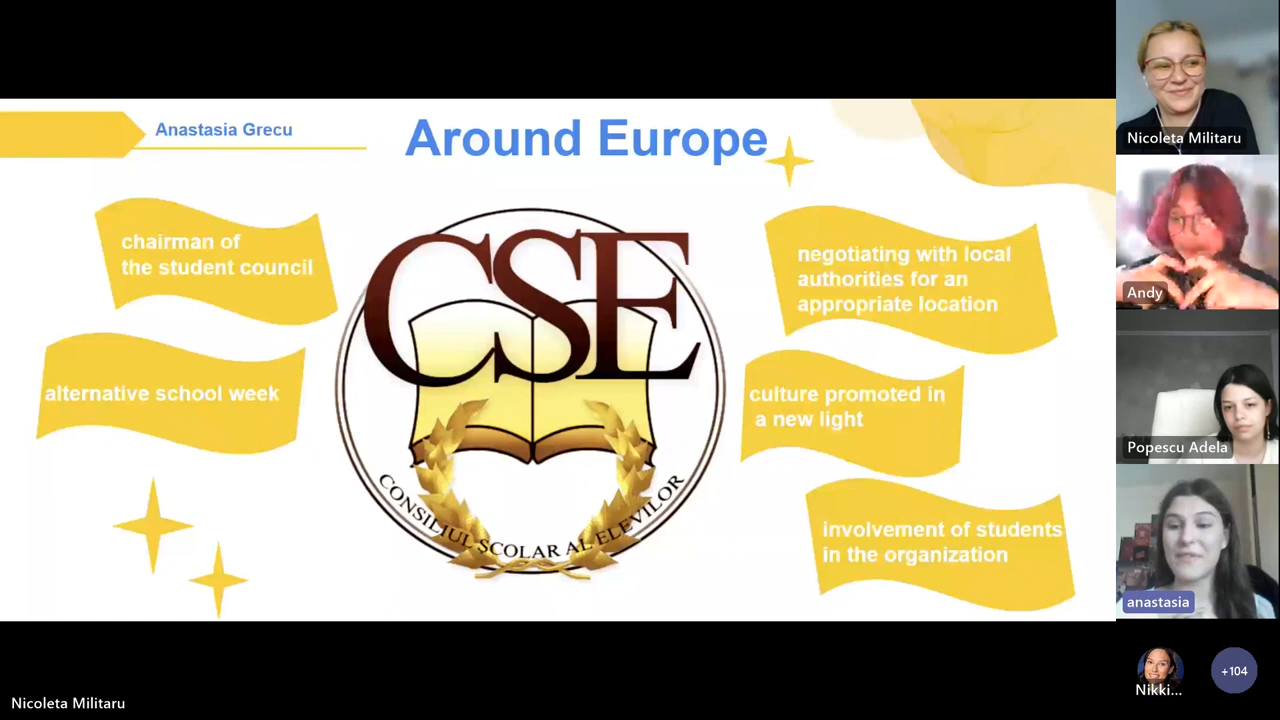 Anastasia Grecu
Around Europe
chairman of
the student council
alternative school week
CSE
CONSILIUL ȘCOLAR AL ELEVILOR
negotiating with local
authorities for an
appropriate location
culture promoted in
a new light
involvement of students
in the organization
Nicoleta Militaru
Andy
Popescu Adela
anastasia
Nikki...
+104
Nicoleta Militaru